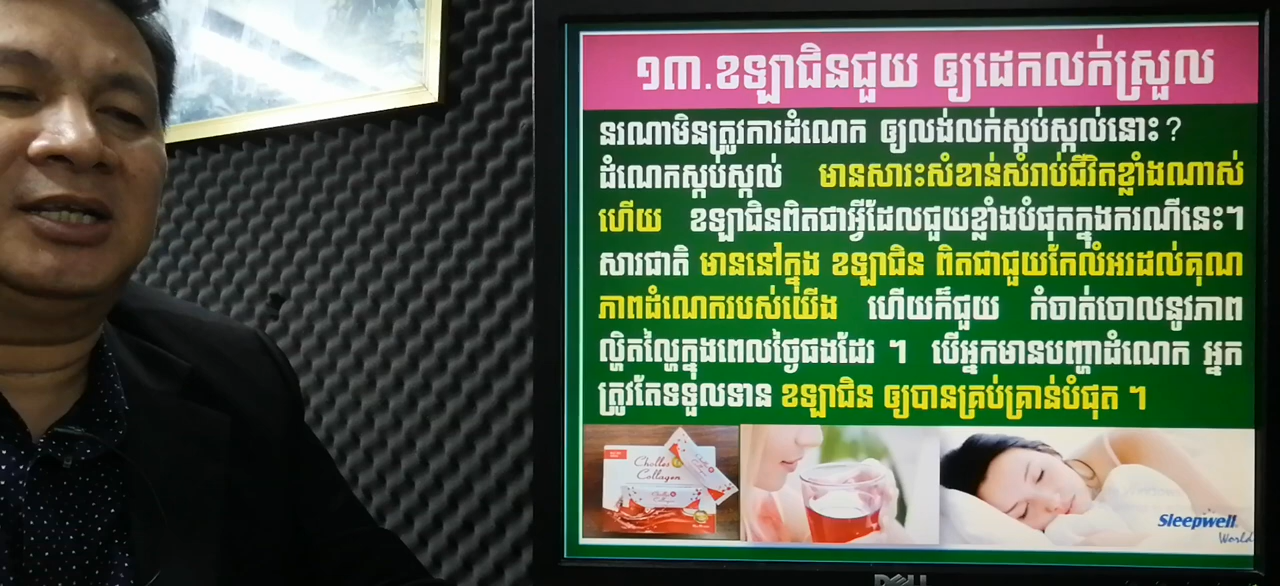 ១៣.ខឡាជិនជួយ ឲ្យដេកលក់ស្រួល
នរណាមិនត្រូវការដំណេក ឲ្យលង់លក់ស្កប់ស្កល់នោះ?
ដំណេកស្កប់ស្កល់ មានសារះសំខាន់សំរាប់ជីវិតខ្លាំងណាស់
ហើយ ខឡាជិនពិតជាអ្វីដែលជួយខ្លាំងបំផុតក្នុងករណីនេះ។
សារជាតិ មាននៅក្នុង ខឡាជិន ពិតជាជួយកែលំអរដល់គុណ
ភាពដំណេករបស់យើង ហើយក៏ជួយ កំចាត់ចោលនូវភាព
ល្ហិតល្ហៃក្នុងពេលថ្ងៃផងដែរ ។ បើអ្នកមានបញ្ហាដំណេក អ្នក
ត្រូវតែទទួលទាន ខឡាជិន ឲ្យបានគ្រប់គ្រាន់បំផុត ។
Cholles
Collagen
Sleepwell
World
DELL